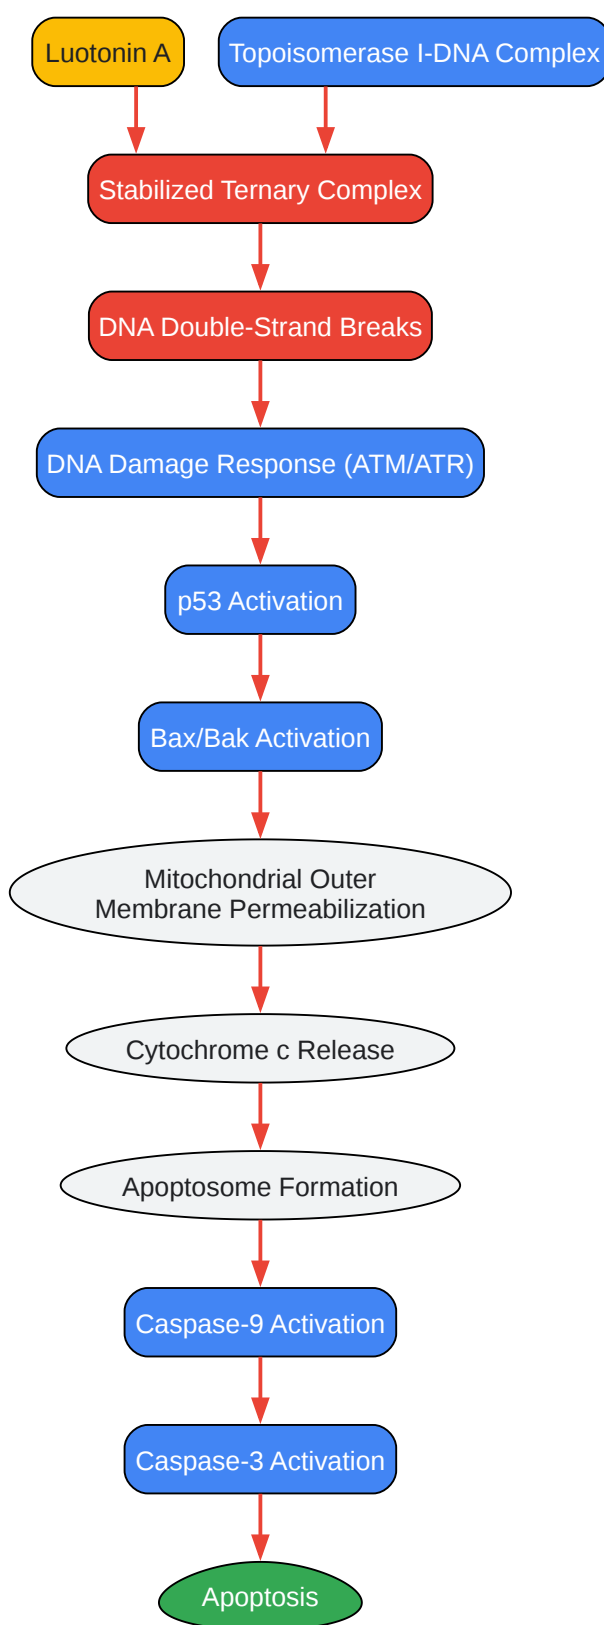 Luotonin A
Topoisomerase I-DNA Complex
Stabilized Ternary Complex
DNA Double-Strand Breaks
DNA Damage Response (ATM/ATR)
p53 Activation
Bax/Bak Activation
Mitochondrial Outer
Membrane Permeabilization
Cytochrome c Release
Apoptosome Formation
Caspase-9 Activation
Caspase-3 Activation
Apoptosis